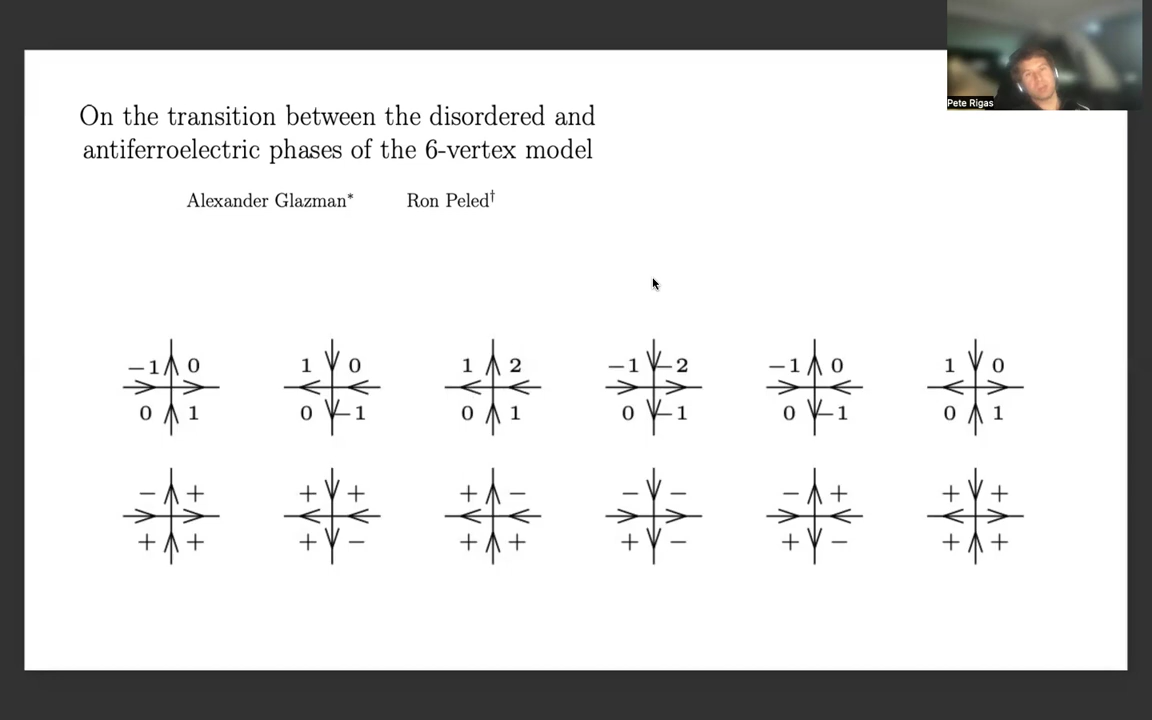 Pete Rigas
On the transition between the disordered and
antiferroelectric phases of the 6-vertex model
Alexander Glazman* Ron Peled†
−1 0 1 0 1 2 −1 −2 −1 0 1 0
0 1 0 −1 0 1 0 −1 0 −1 0 1
− + + + + − − − − + + +
+ + + − + + + − + − + +